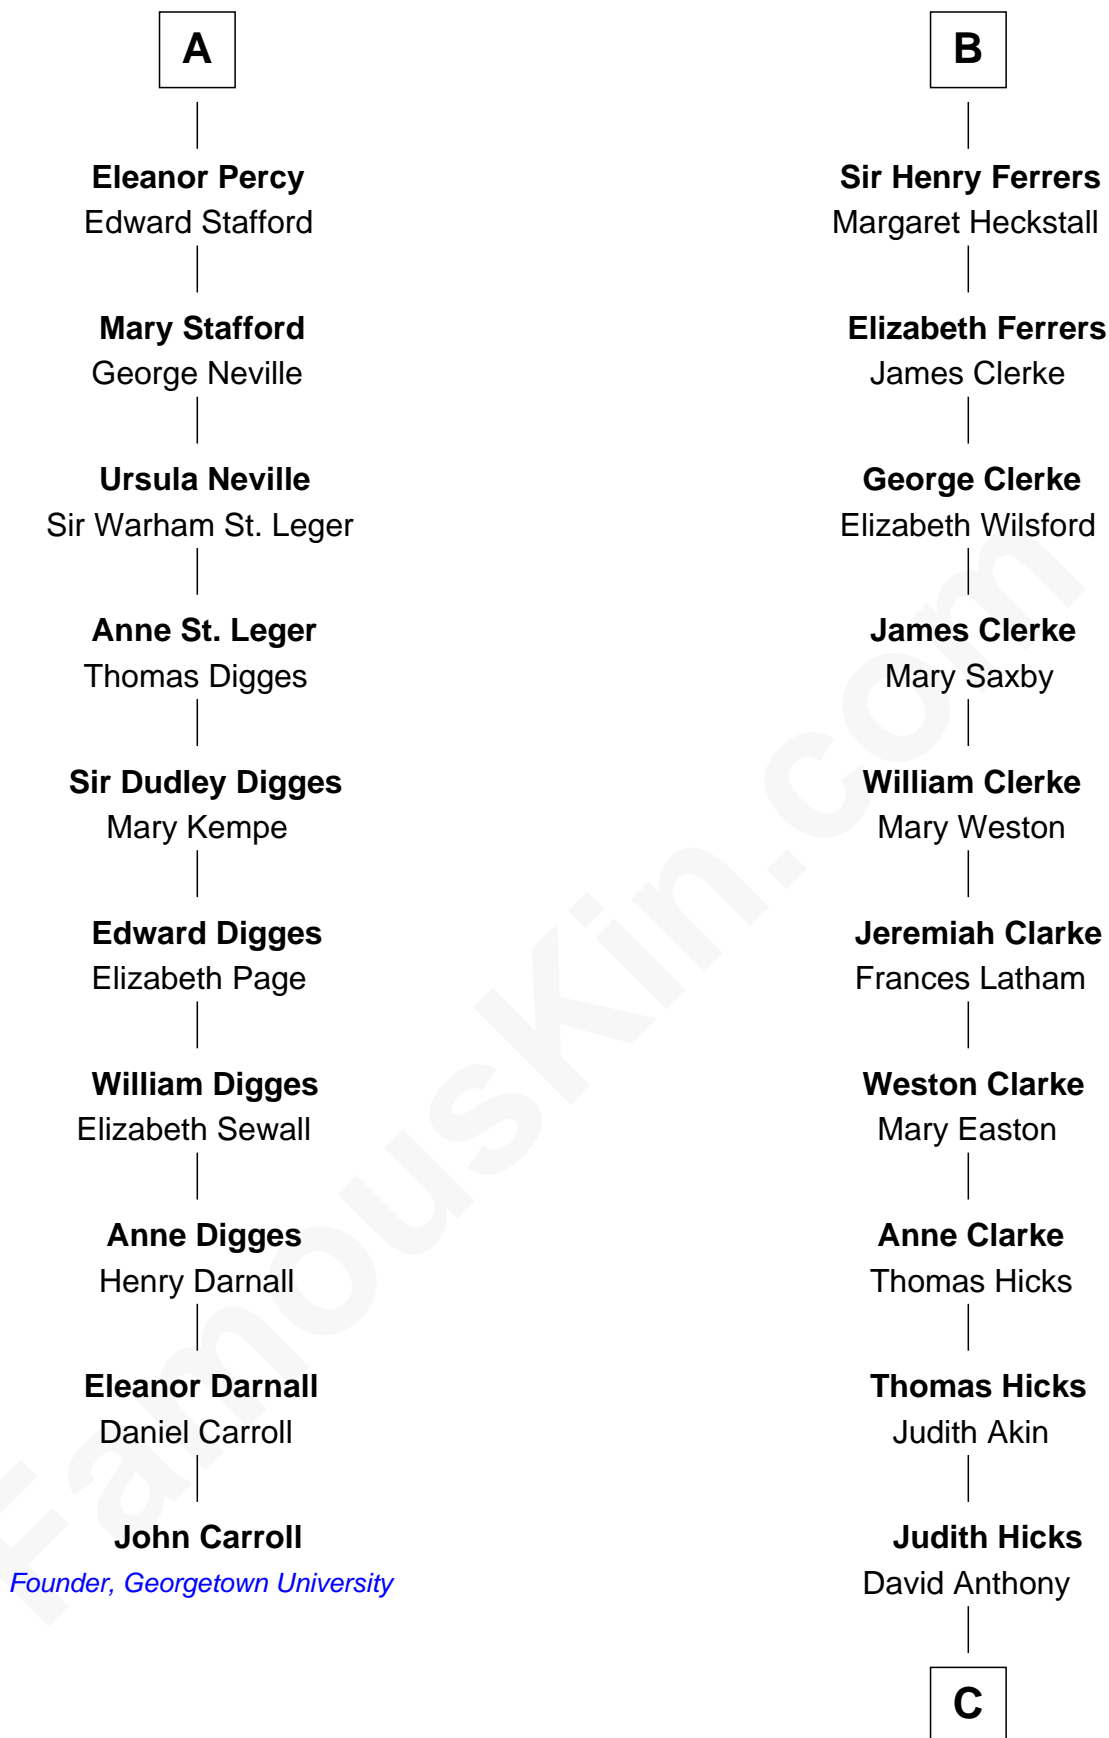 A
Eleanor Percy
Edward Stafford
Mary Stafford
George Neville
Ursula Neville
Sir Warham St. Leger
Anne St. Leger
Thomas Digges
Sir Dudley Digges
Mary Kempe
Edward Digges
Elizabeth Page
William Digges
Elizabeth Sewall
Anne Digges
Henry Darnall
Eleanor Darnall
Daniel Carroll
John Carroll
Founder, Georgetown University
B
Sir Henry Ferrers
Margaret Heckstall
Elizabeth Ferrers
James Clerke
George Clerke
Elizabeth Wilsford
James Clerke
Mary Saxby
William Clerke
Mary Weston
Jeremiah Clarke
Frances Latham
Weston Clarke
Mary Easton
Anne Clarke
Thomas Hicks
Thomas Hicks
Judith Akin
Judith Hicks
David Anthony
C
FamousKin.com